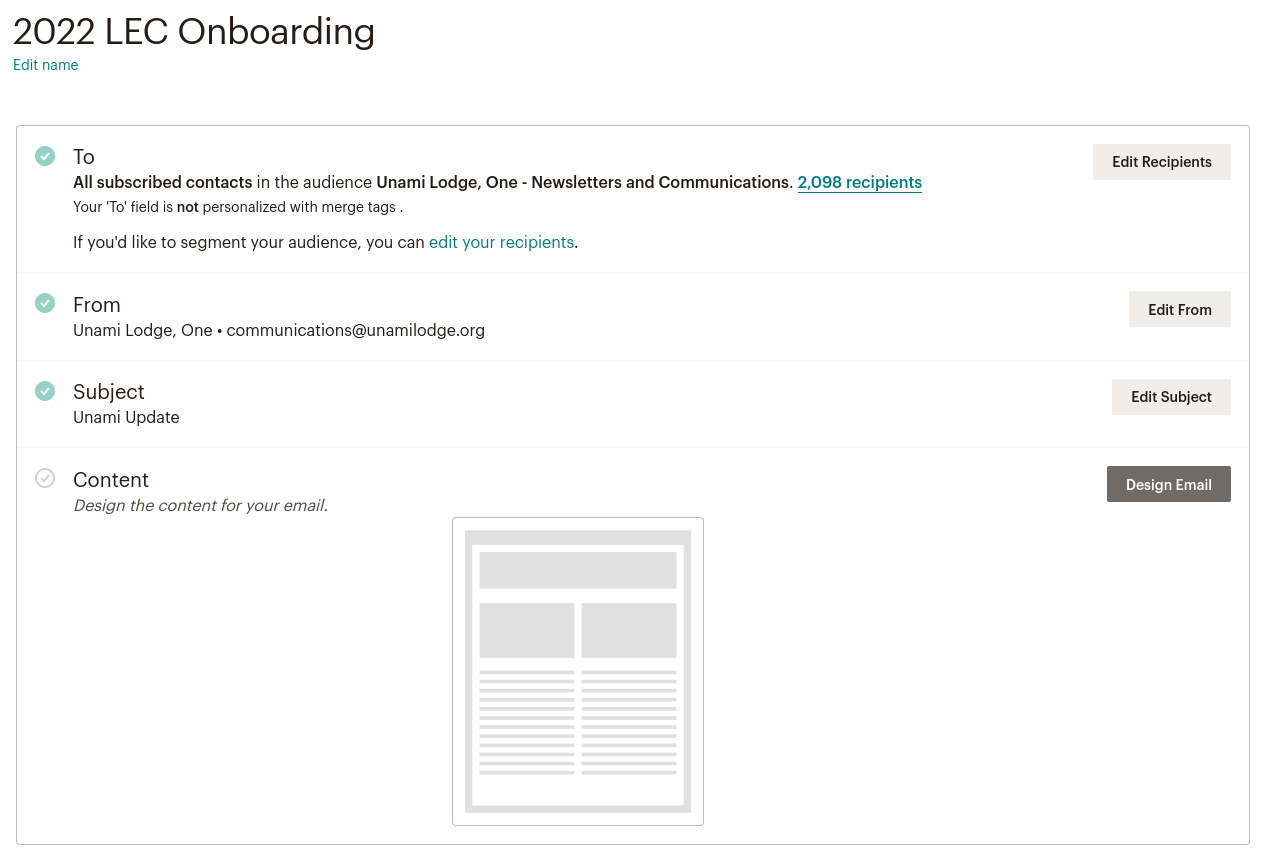 2022 LEC Onboarding
Edit name
To
Edit Recipients
All subscribed contacts in the audience Unami Lodge, One - Newsletters and Communications. 2,098 recipients
Your 'To' field is not personalized with merge tags .
If you'd like to segment your audience, you can edit your recipients.
From
Edit From
Unami Lodge, One • communications@unamilodge.org
Subject
Edit Subject
Unami Update
Content
Design Email
Design the content for your email.